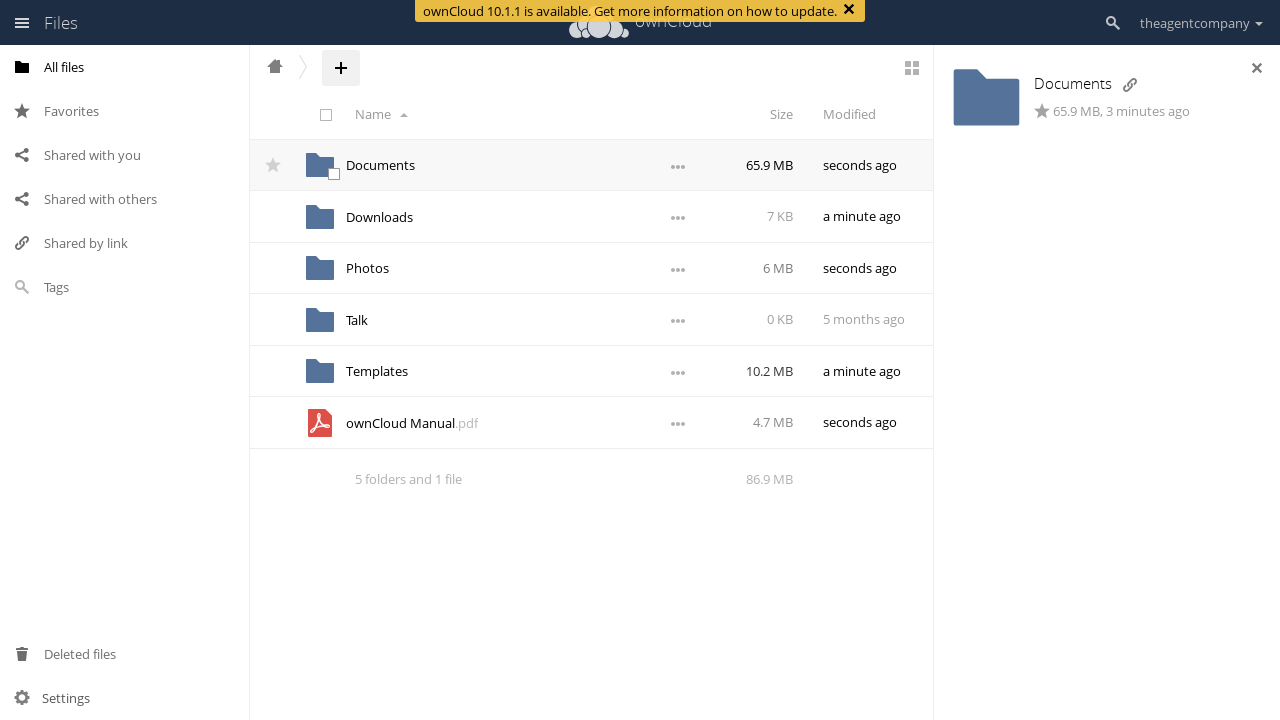 ownCloud 10.1.1 is available. Get more information on how to update.
Files
ownCloud
theagentcompany
All files
Favorites
Shared with you
Shared with others
Shared by link
Tags
Deleted files
Settings
Name Size Modified
Documents 65.9 MB seconds ago
Downloads 7 KB a minute ago
Photos 6 MB seconds ago
Talk 0 KB 5 months ago
Templates 10.2 MB a minute ago
ownCloud Manual.pdf 4.7 MB seconds ago
5 folders and 1 file 86.9 MB
Documents
65.9 MB, 3 minutes ago